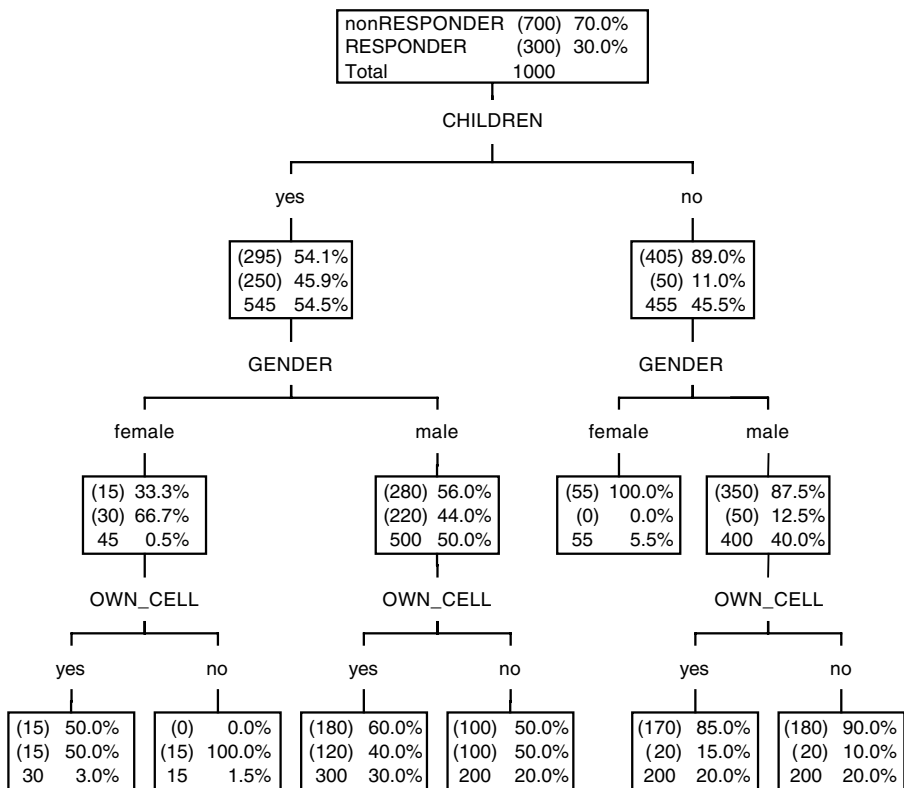 nonRESPONDER (700) 70.0%
RESPONDER (300) 30.0%
Total 1000
CHILDREN
yes no
(295) 54.1% (405) 89.0%
(250) 45.9% (50) 11.0%
545 54.5% 455 45.5%
GENDER GENDER
female male female male
(15) 33.3% (280) 56.0% (55) 100.0% (350) 87.5%
(30) 66.7% (220) 44.0% (0) 0.0% (50) 12.5%
45 0.5% 500 50.0% 55 5.5% 400 40.0%
OWN_CELL OWN_CELL OWN_CELL
yes no yes no yes no
(15) 50.0% (0) 0.0% (180) 60.0% (100) 50.0% (170) 85.0% (180) 90.0%
(15) 50.0% (15) 100.0% (120) 40.0% (100) 50.0% (20) 15.0% (20) 10.0%
30 3.0% 15 1.5% 300 30.0% 200 20.0% 200 20.0% 200 20.0%